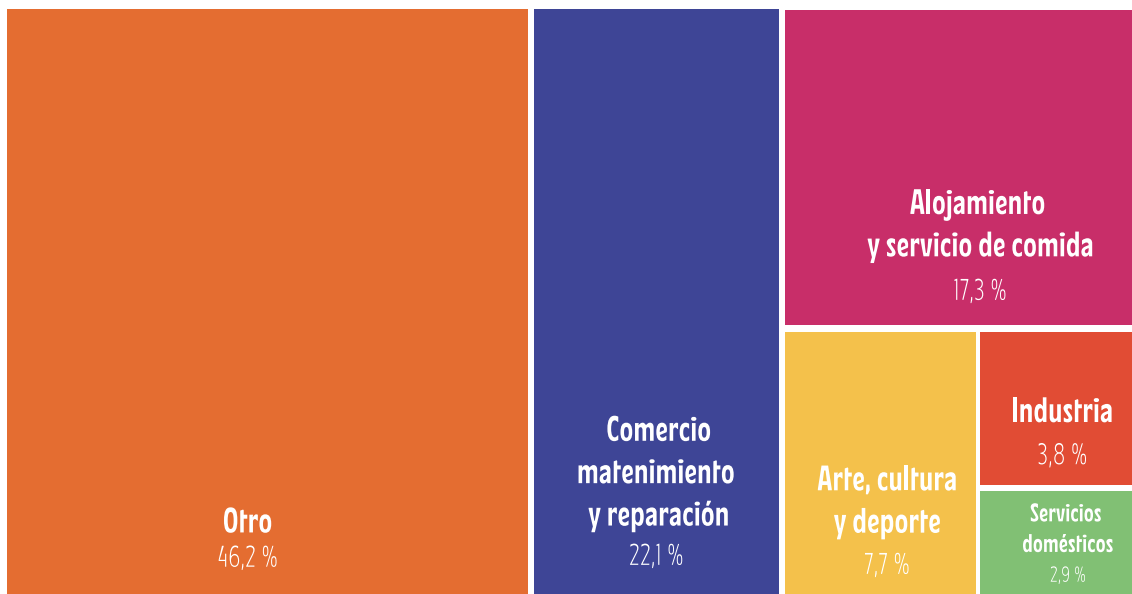 Otro
46,2 %
Comercio
matenimiento
y reparación
22,1 %
Alojamiento
y servicio de comida
17,3 %
Arte, cultura
y deporte
7,7 %
Industria
3,8 %
Servicios
domésticos
2,9 %